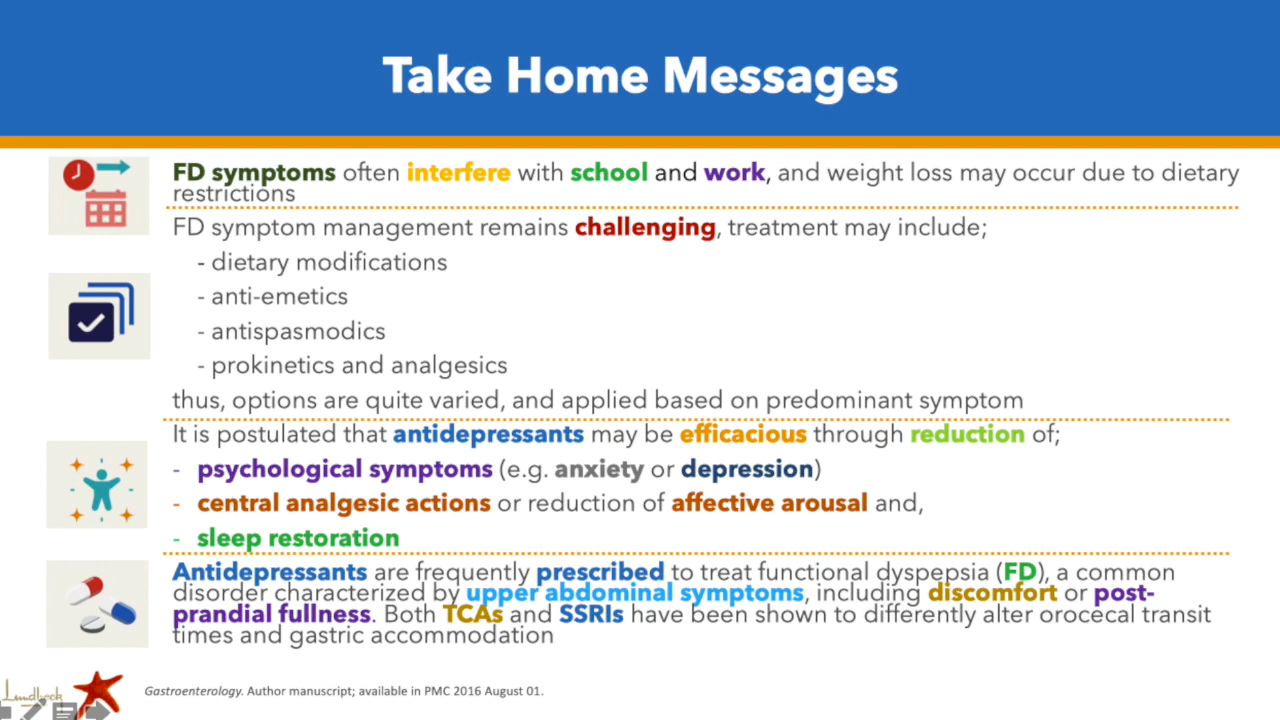 Take Home Messages
FD symptoms often interfere with school and work, and weight loss may occur due to dietary
restrictions
FD symptom management remains challenging, treatment may include;
- dietary modifications
- anti-emetics
- antispasmodics
- prokinetics and analgesics
thus, options are quite varied, and applied based on predominant symptom
It is postulated that antidepressants may be efficacious through reduction of;
- psychological symptoms (e.g. anxiety or depression)
- central analgesic actions or reduction of affective arousal and,
- sleep restoration
Antidepressants are frequently prescribed to treat functional dyspepsia (FD), a common
disorder characterized by upper abdominal symptoms, including discomfort or post-
prandial fullness. Both TCAs and SSRIs have been shown to differently alter orocecal transit
times and gastric accommodation
Lundbeck
Gastroenterology. Author manuscript; available in PMC 2016 August 01.